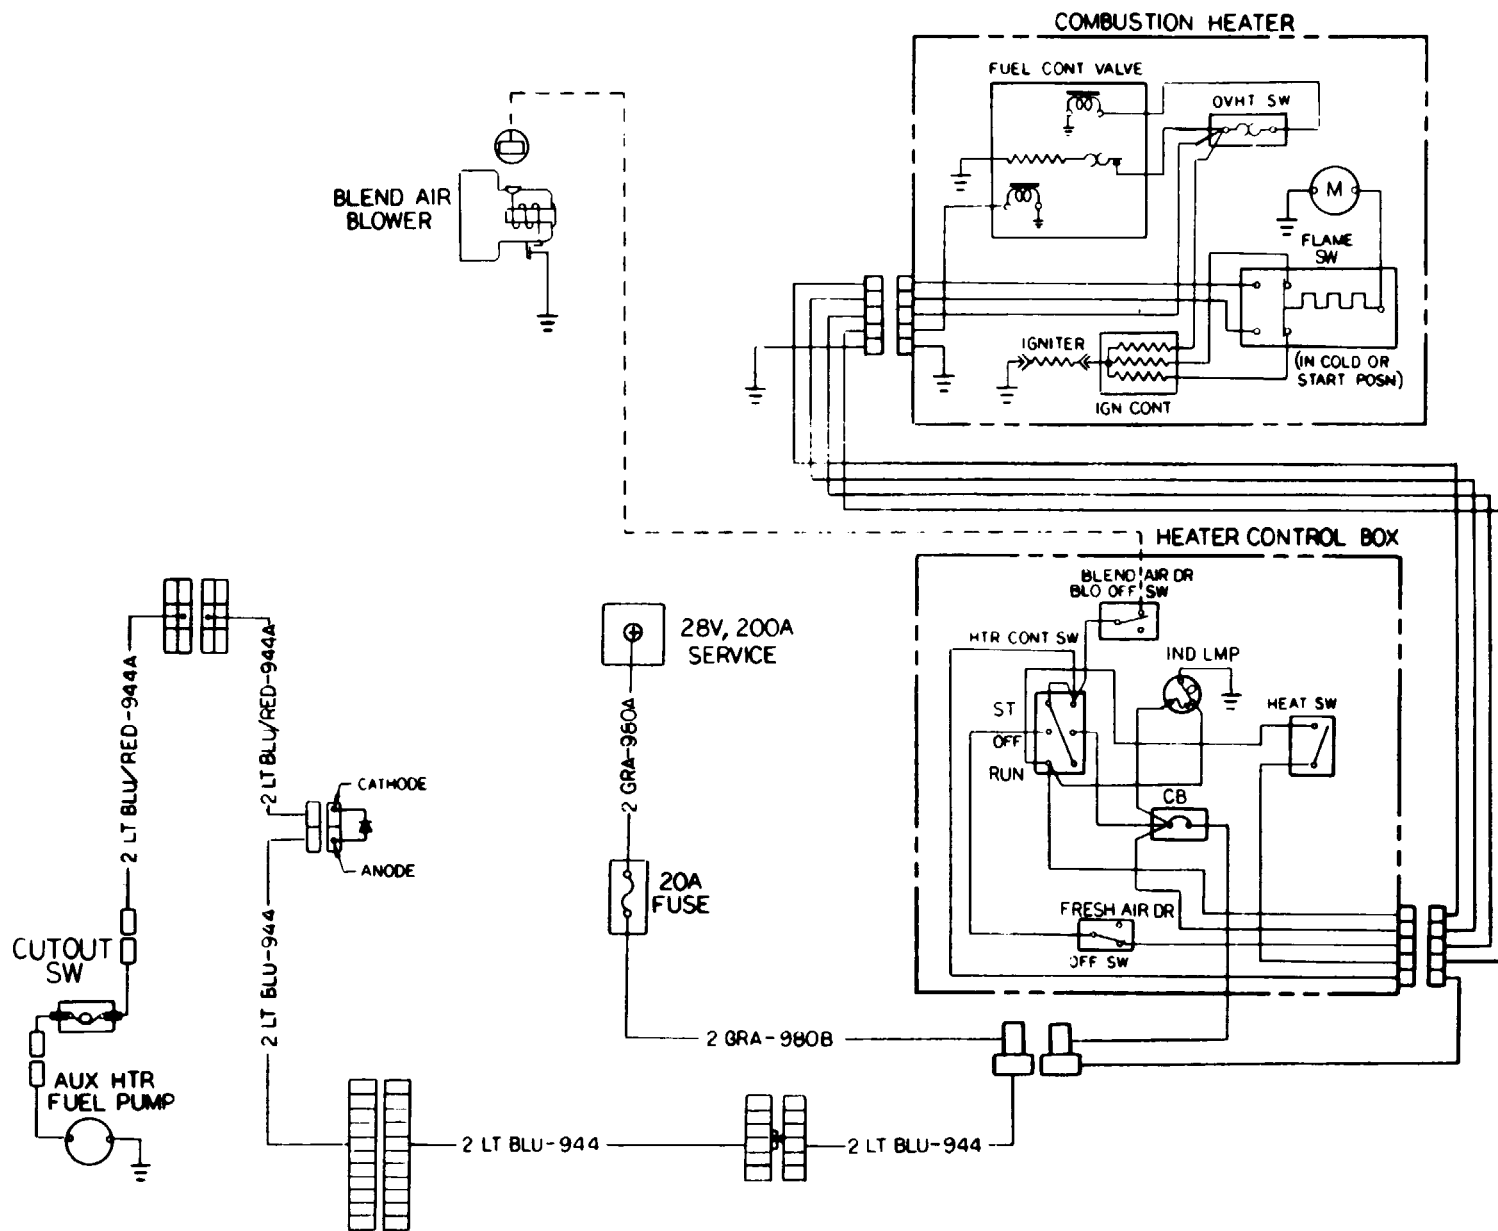 COMBUSTION HEATER
FUEL CONT VALVE
OVHT SW
M
FLAME
SW
(IN COLD OR
START POSN)
IGNITER
IGN CONT
BLEND AIR
BLOWER
HEATER CONTROL BOX
BLEND AIR DR
BLO OFF SW
HTR CONT SW
IND LMP
HEAT SW
ST
OFF
RUN
CB
FRESH AIR DR
OFF SW
28V, 200A
SERVICE
2 GRA-980A
20A
FUSE
2 GRA-980B
2 LT BLU/RED-944A
2 LT BLU/RED-944A
CATHODE
ANODE
2 LT BLU-944
CUTOUT
SW
AUX HTR
FUEL PUMP
2 LT BLU-944
2 LT BLU-944